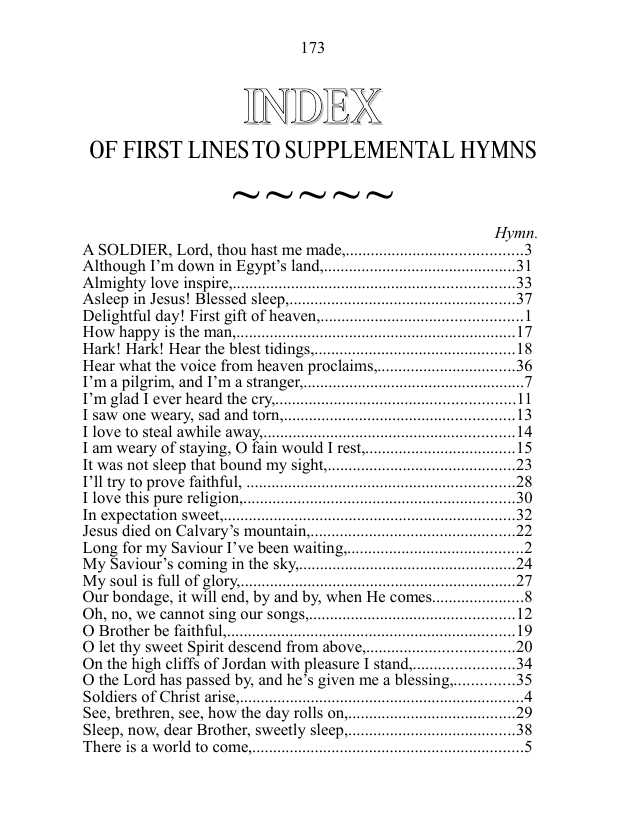 173
INDEX
OF FIRST LINES TO SUPPLEMENTAL HYMNS
~~~~~
Hymn.
A SOLDIER, Lord, thou hast me made,..........................................3
Although I'm down in Egypt's land,..............................................31
Almighty love inspire,....................................................................33
Asleep in Jesus! Blessed sleep,.......................................................37
Delightful day! First gift of heaven,.................................................1
How happy is the man,...................................................................17
Hark! Hark! Hear the blest tidings,................................................18
Hear what the voice from heaven proclaims,.................................36
I'm a pilgrim, and I'm a stranger,.....................................................7
I'm glad I ever heard the cry,..........................................................11
I saw one weary, sad and torn,........................................................13
I love to steal awhile away,.............................................................14
I am weary of staying, O fain would I rest,....................................15
It was not sleep that bound my sight,.............................................23
I'll try to prove faithful, .................................................................28
I love this pure religion,..................................................................30
In expectation sweet,......................................................................32
Jesus died on Calvary's mountain,.................................................22
Long for my Saviour I've been waiting,...........................................2
My Saviour's coming in the sky,....................................................24
My soul is full of glory,..................................................................27
Our bondage, it will end, by and by, when He comes......................8
Oh, no, we cannot sing our songs,..................................................12
O Brother be faithful,.....................................................................19
O let thy sweet Spirit descend from above,....................................20
On the high cliffs of Jordan with pleasure I stand,........................34
O the Lord has passed by, and he's given me a blessing,..............35
Soldiers of Christ arise,....................................................................4
See, brethren, see, how the day rolls on,........................................29
Sleep, now, dear Brother, sweetly sleep,........................................38
There is a world to come,.................................................................5